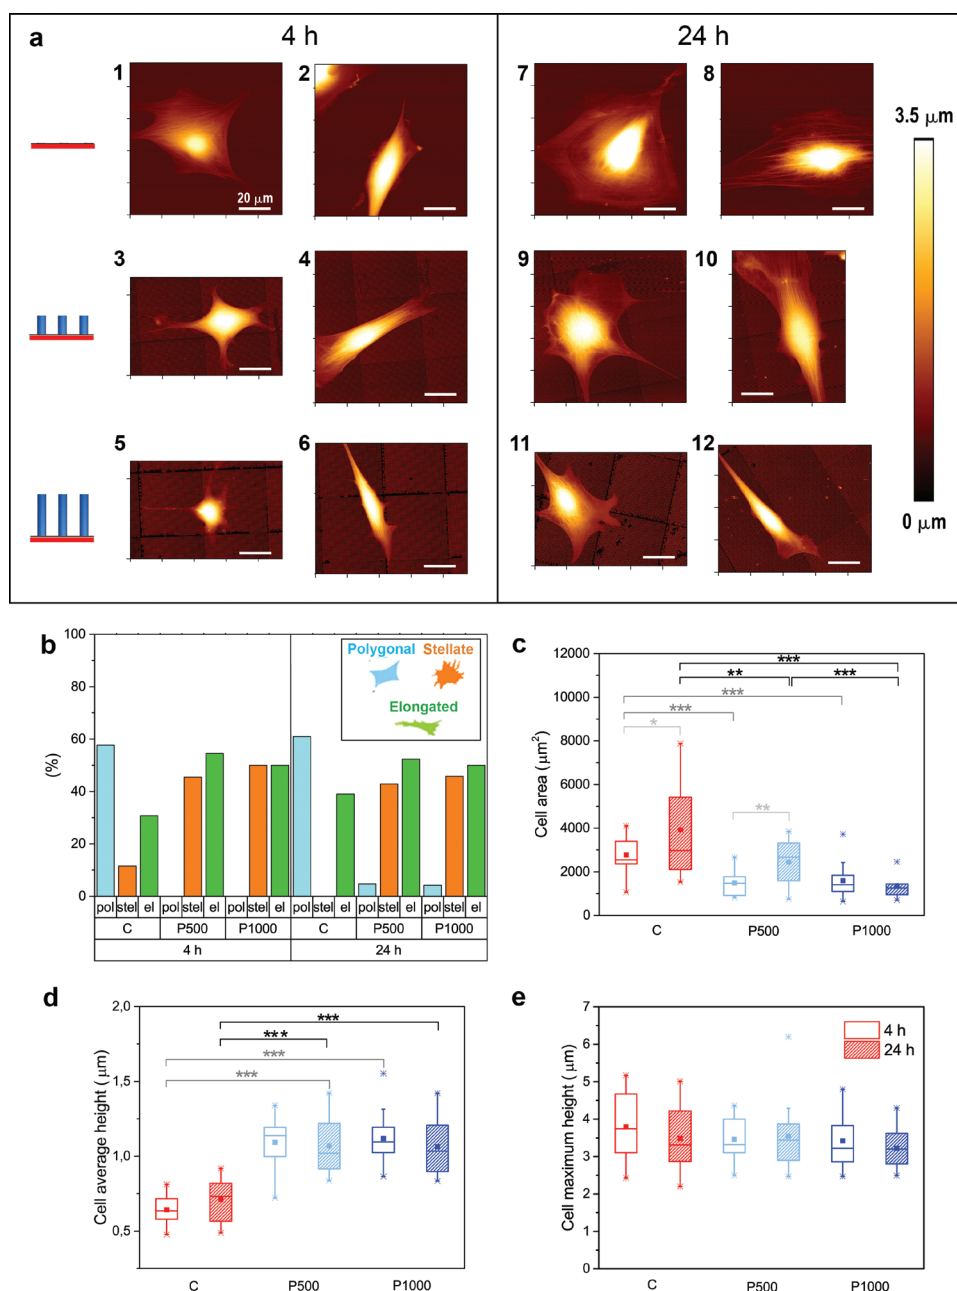 a
4 h
24 h
1
2
7
8
3.5 µm
20 µm
3
4
9
10
5
6
11
12
0 µm
b
100
80
60
40
20
0
(%)
Polygonal
Stellate
Elongated
pol stel el pol stel el pol stel el pol stel el pol stel el pol stel el
C P500 P1000 C P500 P1000
4 h 24 h
c
12000
10000
8000
6000
4000
2000
0
Cell area (µm²)
***
** ***
***
***
*
**
C P500 P1000
d
2,0
1,5
1,0
0,5
Cell average height (µm)
***
***
***
***
C P500 P1000
e
7
6
5
4
3
2
1
0
Cell maximum height (µm)
4 h
24 h
C P500 P1000